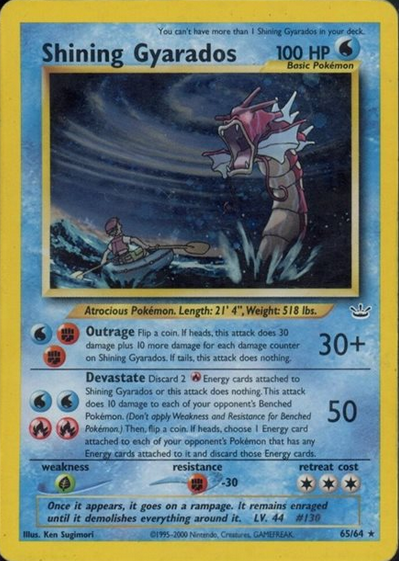 You can't have more than 1 Shining Gyarados in your deck.
Shining Gyarados 100 HP
Basic Pokémon
Atrocious Pokémon. Length: 21' 4", Weight: 518 lbs.
Outrage Flip a coin. If heads, this attack does 30
damage plus 10 more damage for each damage counter
on Shining Gyarados. If tails, this attack does nothing.
30+
Devastate Discard 2 Energy cards attached to
Shining Gyarados or this attack does nothing. This attack
does 10 damage to each of your opponent's Benched
Pokémon. (Don't apply Weakness and Resistance for Benched
Pokémon.) Then, flip a coin. If heads, choose 1 Energy card
attached to each of your opponent's Pokémon that has any
Energy cards attached to it and discard those Energy cards.
50
weakness resistance retreat cost
-30
Once it appears, it goes on a rampage. It remains enraged
until it demolishes everything around it. LV. 44 #130
Illus. Ken Sugimori ©1995-2000 Nintendo, Creatures, GAMEFREAK. 65/64